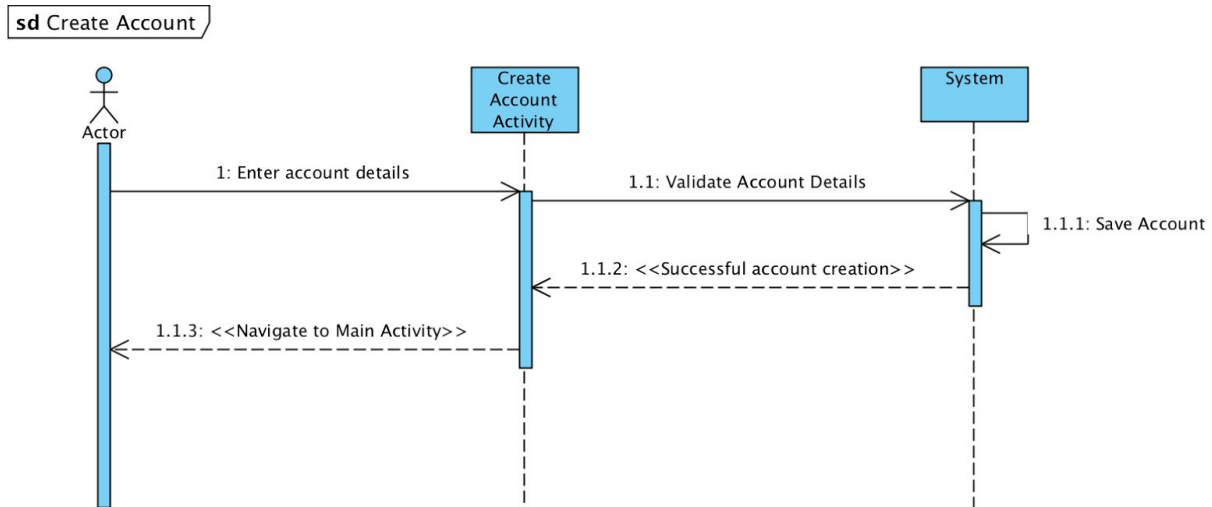 sd Create Account
Actor
Create
Account
Activity
System
1: Enter account details
1.1: Validate Account Details
1.1.1: Save Account
1.1.2: <<Successful account creation>>
1.1.3: <<Navigate to Main Activity>>